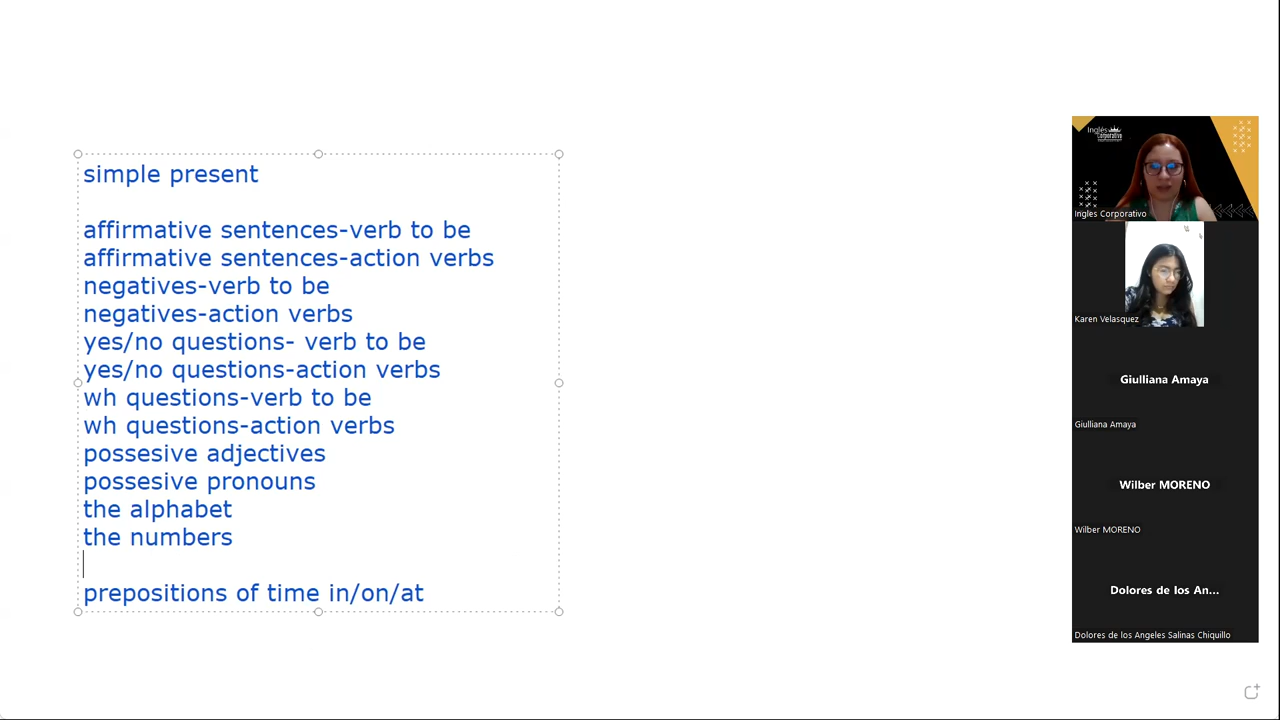 simple present
affirmative sentences-verb to be
affirmative sentences-action verbs
negatives-verb to be
negatives-action verbs
yes/no questions- verb to be
yes/no questions-action verbs
wh questions-verb to be
wh questions-action verbs
possesive adjectives
possesive pronouns
the alphabet
the numbers
prepositions of time in/on/at
Inglés
Corporativo
Ingles Corporativo
Karen Velasquez
Giulliana Amaya
Giulliana Amaya
Wilber MORENO
Wilber MORENO
Dolores de los An...
Dolores de los Angeles Salinas Chiquillo